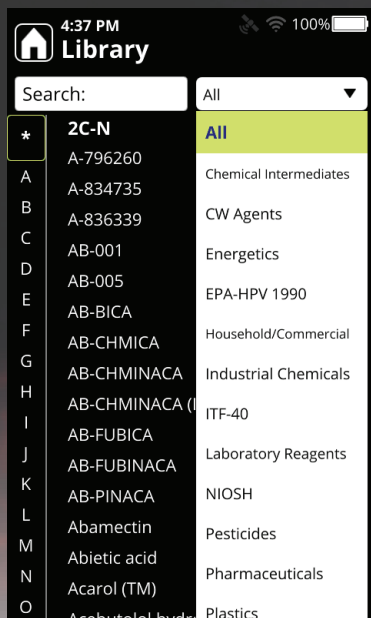 4:37 PM
100%
Library
Search:
All
*
A
B
C
D
E
F
G
H
I
J
K
L
M
N
O
2C-N
A-796260
A-834735
A-836339
AB-001
AB-005
AB-BICA
AB-CHMICA
AB-CHMINACA
AB-CHMINACA (I
AB-FUBICA
AB-FUBINACA
AB-PINACA
Abamectin
Abietic acid
Acarol (TM)
All
Chemical Intermediates
CW Agents
Energetics
EPA-HPV 1990
Household/Commercial
Industrial Chemicals
ITF-40
Laboratory Reagents
NIOSH
Pesticides
Pharmaceuticals
Plastics